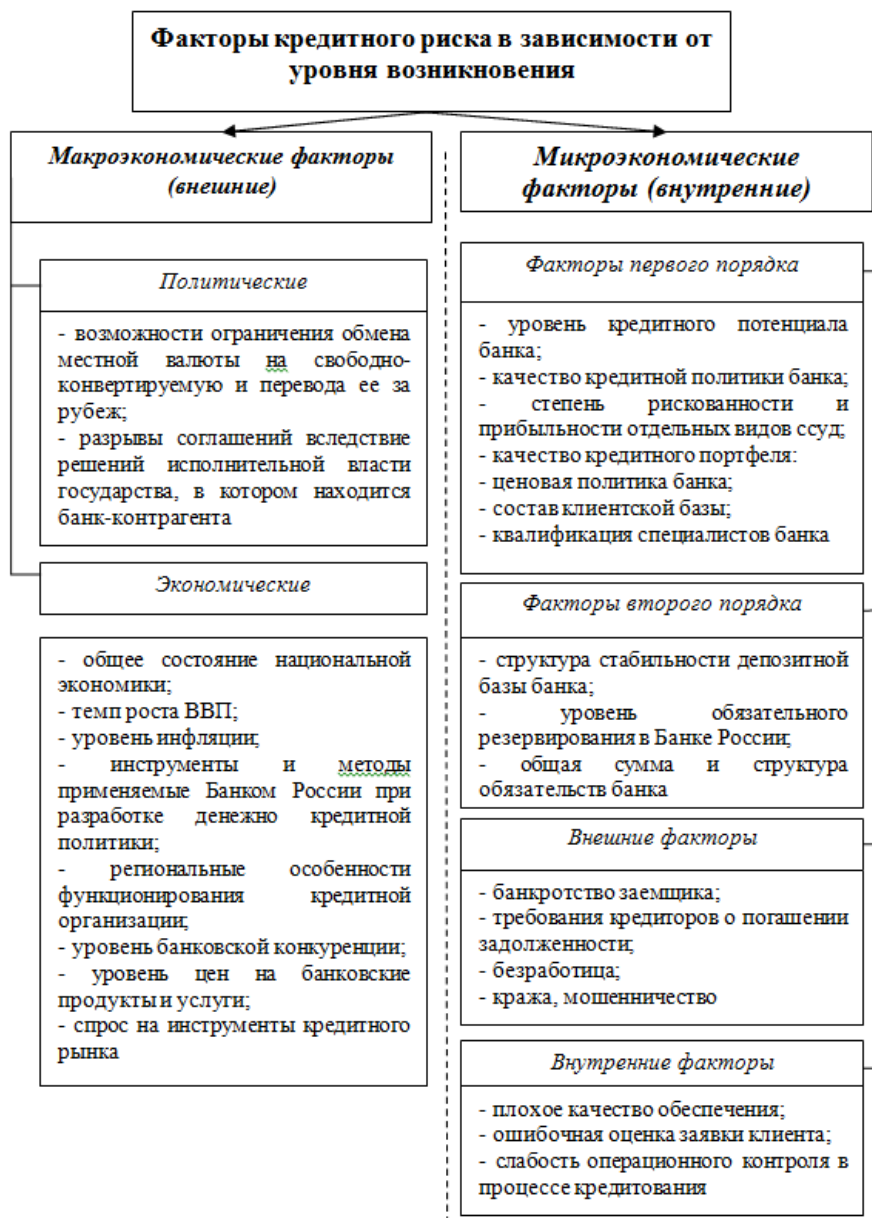 Факторы кредитного риска в зависимости от
уровня возникновения
Макроэкономические факторы
(внешние)
Политические
- возможности ограничения обмена
местной валюты на свободно-
конвертируемую и перевода ее за
рубеж;
- разрывы соглашений вследствие
решений исполнительной власти
государства, в котором находится
банк-контрагента
Экономические
- общее состояние национальной
экономики;
- темп роста ВВП;
- уровень инфляции;
- инструменты и методы
применяемые Банком России при
разработке денежно кредитной
политики;
- региональные особенности
функционирования кредитной
организации;
- уровень банковской конкуренции;
- уровень цен на банковские
продукты и услуги;
- спрос на инструменты кредитного
рынка
Микроэкономические
факторы (внутренние)
Факторы первого порядка
- уровень кредитного потенциала
банка;
- качество кредитной политики банка;
- степень рискованности и
прибыльности отдельных видов ссуд;
- качество кредитного портфеля:
- ценовая политика банка;
- состав клиентской базы;
- квалификация специалистов банка
Факторы второго порядка
- структура стабильности депозитной
базы банка;
- уровень обязательного
резервирования в Банке России;
- общая сумма и структура
обязательств банка
Внешние факторы
- банкротство заемщика;
- требования кредиторов о погашении
задолженности;
- безработица;
- кража, мошенничество
Внутренние факторы
- плохое качество обеспечения;
- ошибочная оценка заявки клиента;
- слабость операционного контроля в
процессе кредитования